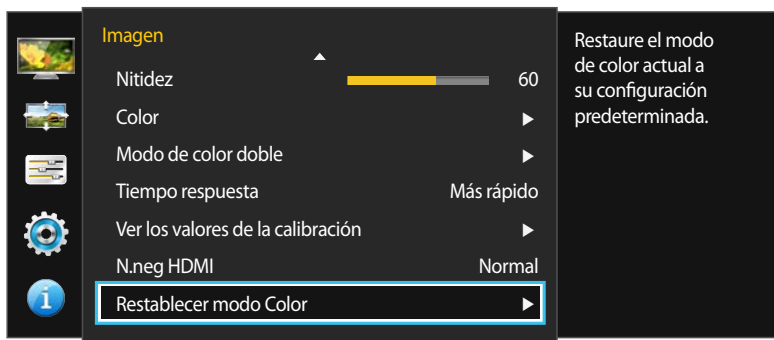 Imagen
Nitidez 60
Color
Modo de color doble
Tiempo respuesta Más rápido
Ver los valores de la calibración
N.neg HDMI Normal
Restablecer modo Color
Restaure el modo
de color actual a
su configuración
predeterminada.